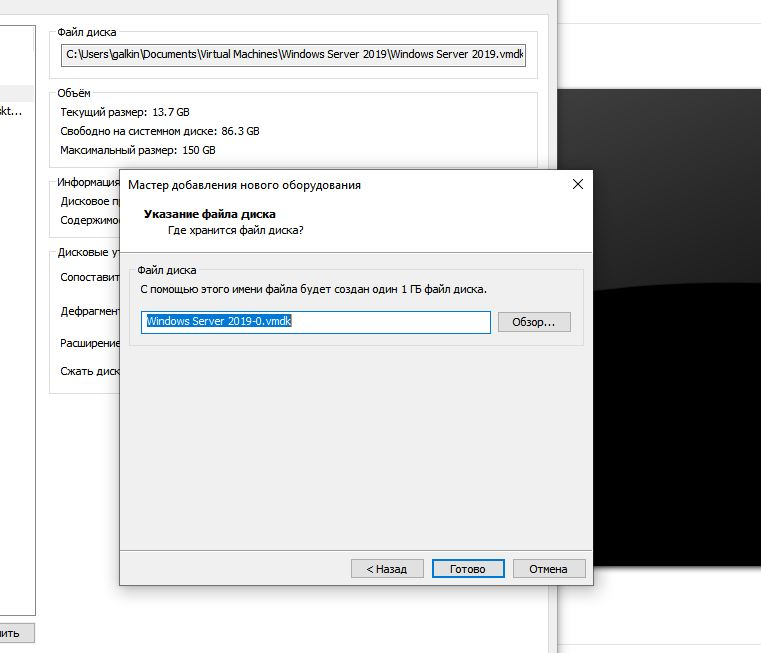 Файл диска
C:\Users\galkin\Documents\Virtual Machines\Windows Server 2019\Windows Server 2019.vmdk
Объём
Текущий размер: 13.7 GB
Свободно на системном диске: 86.3 GB
Максимальный размер: 150 GB
Информация
Дисковое
Содержимо
Дисковые
Сопоставит
Дефрагмент
Расширение
Сжать диск
Мастер добавления нового оборудования
Указание файла диска
Где хранится файл диска?
Файл диска
С помощью этого имени файла будет создан один 1 ГБ файл диска.
Windows Server 2019-0.vmdk
Обзор...
< Назад
Готово
Отмена